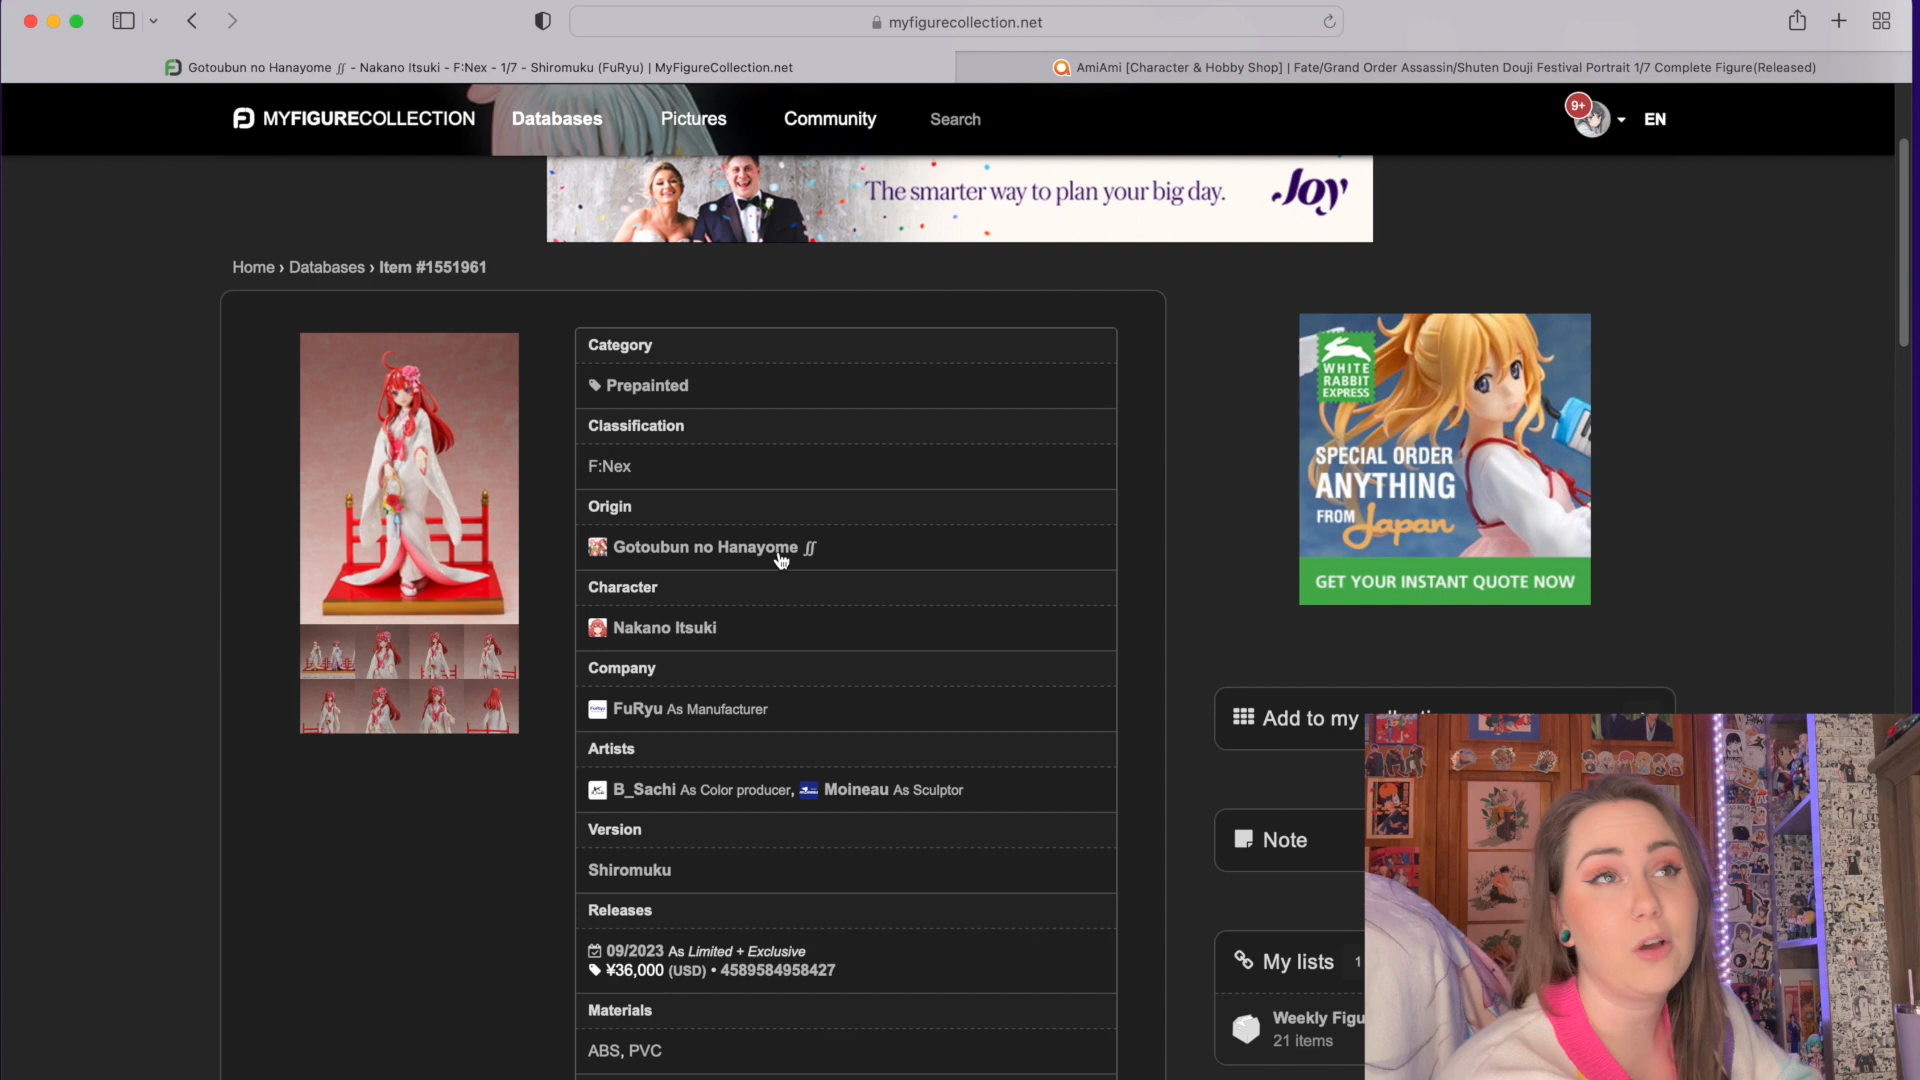 myfigurecollection.net
Gotoubun no Hanayome ∬ - Nakano Itsuki - F:Nex - 1/7 - Shiromuku (FuRyu) | MyFigureCollection.net
AmiAmi [Character & Hobby Shop] | Fate/Grand Order Assassin/Shuten Douji Festival Portrait 1/7 Complete Figure(Released)
MYFIGURECOLLECTION
Databases
Pictures
Community
Search
9+
EN
The smarter way to plan your big day.
Joy
Home › Databases › Item #1551961
Category
Prepainted
Classification
F:Nex
Origin
Gotoubun no Hanayome ∬
Character
Nakano Itsuki
Company
FuRyu As Manufacturer
Artists
B_Sachi As Color producer, Moineau As Sculptor
Version
Shiromuku
Releases
09/2023 As Limited + Exclusive
¥36,000 (USD) • 4589584958427
Materials
ABS, PVC
WHITE
RABBIT
EXPRESS
SPECIAL ORDER
ANYTHING
FROM Japan
GET YOUR INSTANT QUOTE NOW
Add to my
Note
My lists 1
Weekly Figu
21 items